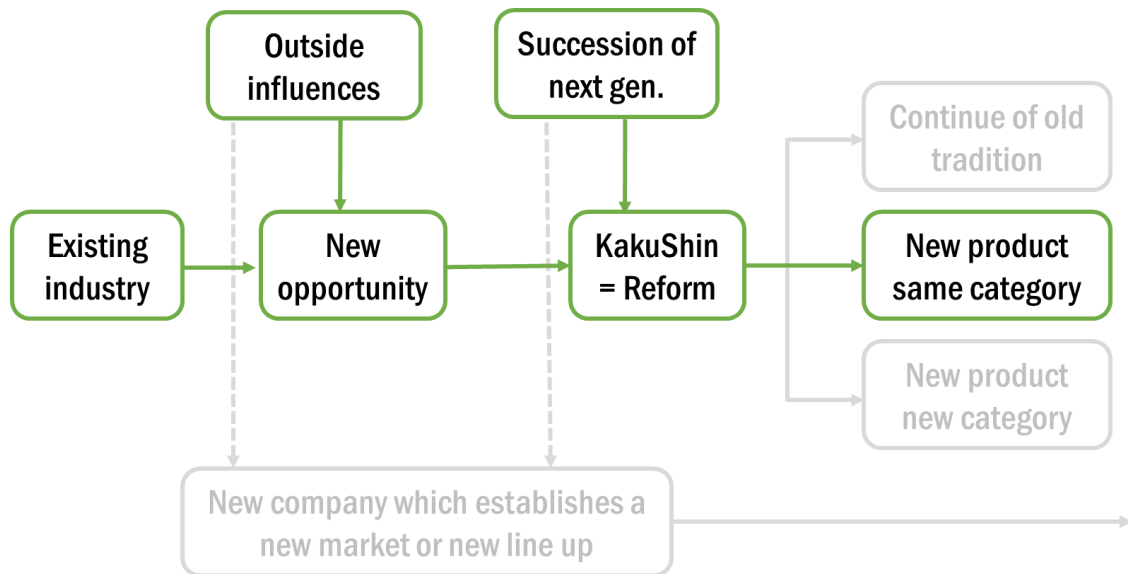 Outside
influences
Succession of
next gen.
Continue of old
tradition
Existing
industry
New
opportunity
KakuShin
= Reform
New product
same category
New product
new category
New company which establishes a
new market or new line up